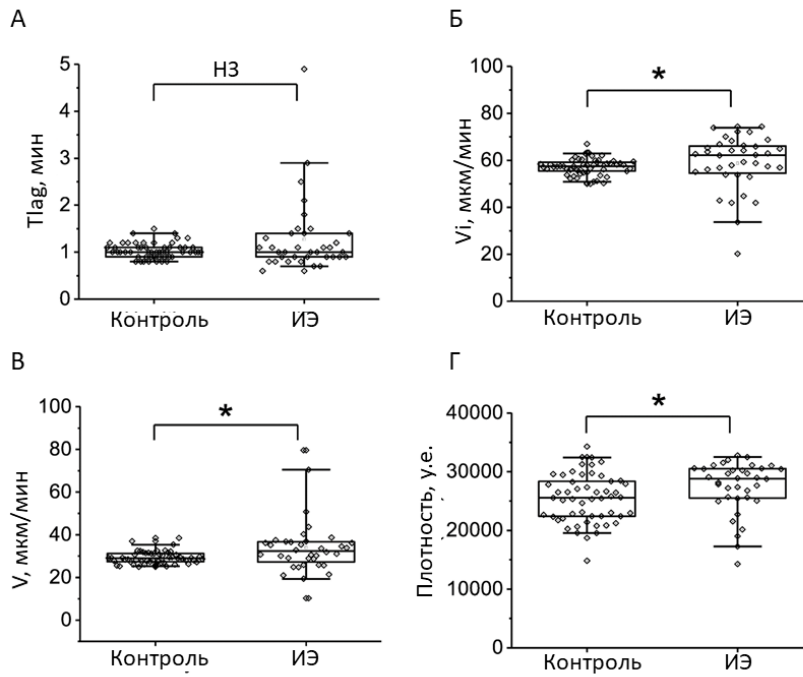 А
Tlag, мин
5
4
3
2
1
0
НЗ
Контроль
ИЭ
Б
Vi, мкм/мин
100
80
60
40
20
0
*
Контроль
ИЭ
В
V, мкм/мин
100
80
60
40
20
0
*
Контроль
ИЭ
Г
Плотность, у.е.
40000
30000
20000
10000
0
*
Контроль
ИЭ